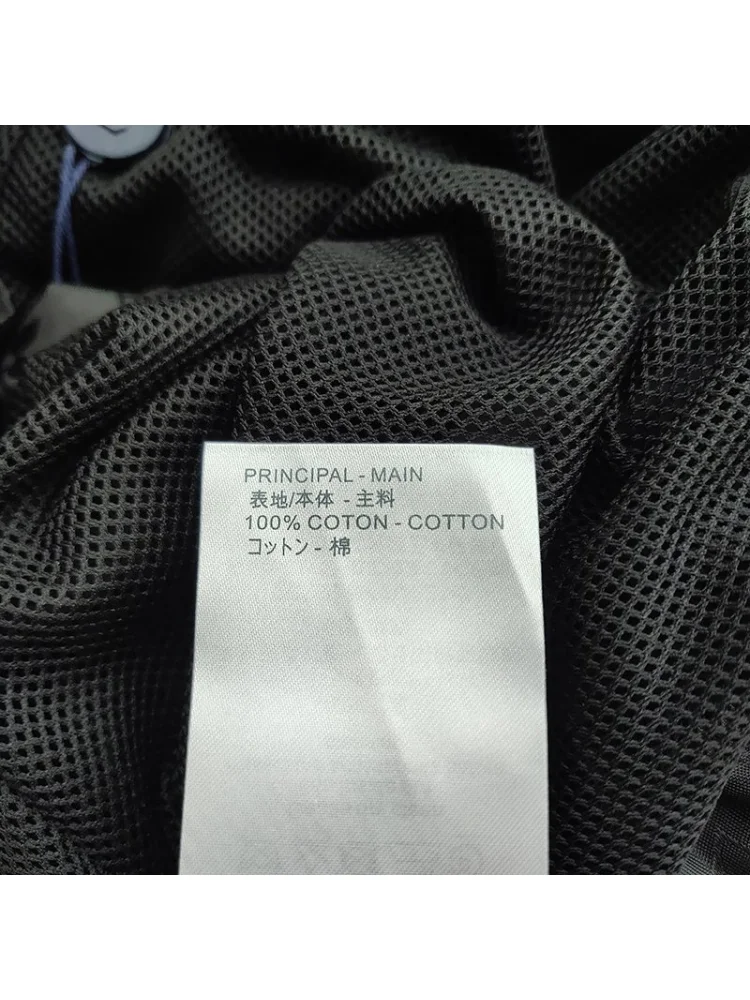 PRINCIPAL - MAIN
表地/本体 - 主料
100% COTON - COTTON
コットン - 棉